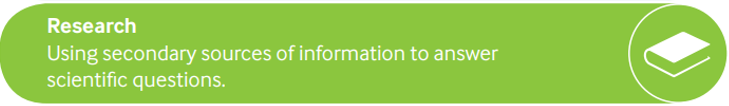 Research
Using secondary sources of information to answer
scientific questions.